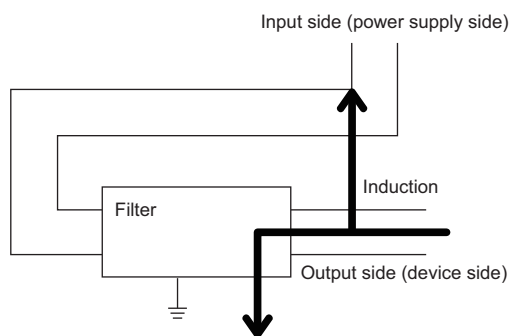 Input side (power supply side)
Induction
Filter
Output side (device side)